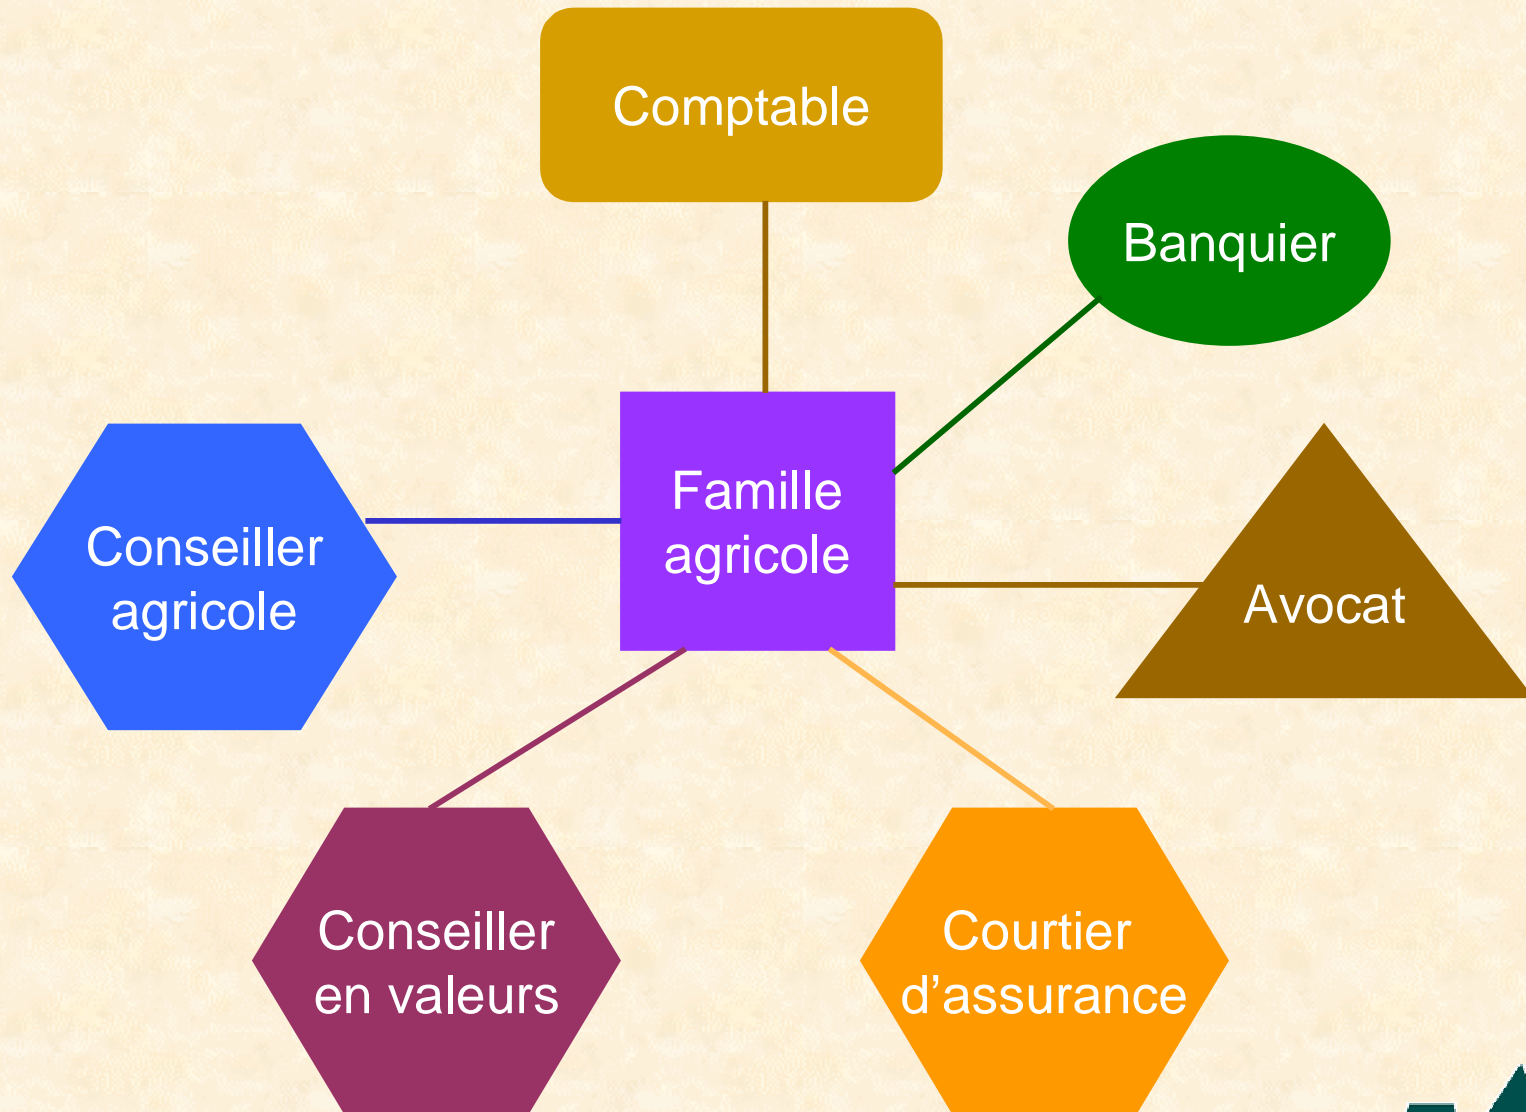 Comptable
Banquier
Famille
agricole
Conseiller
agricole
Avocat
Conseiller
en valeurs
Courtier
d’assurance